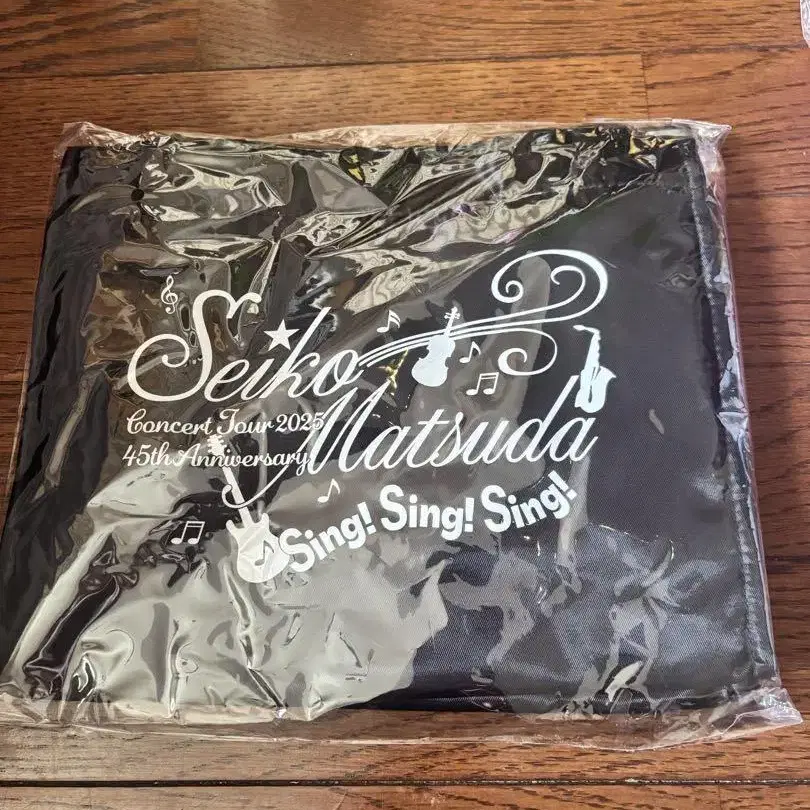 Seiko
Concert Tour 2025
45th Anniversary
Matsuda
Sing! Sing! Sing!